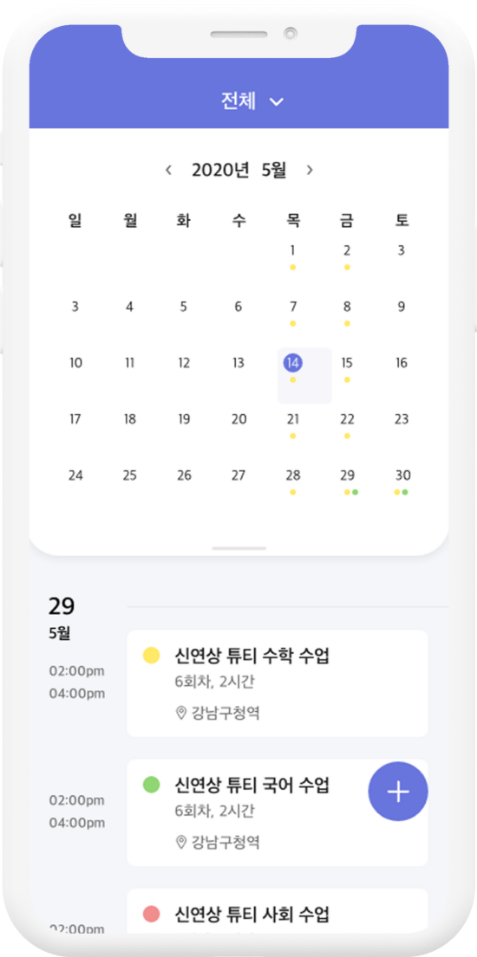 전체
2020년 5월
일 월 화 수 목 금 토
1 2 3
3 4 5 6 7 8 9
10 11 12 13 14 15 16
17 18 19 20 21 22 23
24 25 26 27 28 29 30
29
5월
신연상 튜티 수학 수업
02:00pm
6회차, 2시간
04:00pm
강남구청역
신연상 튜티 국어 수업
02:00pm
6회차, 2시간
04:00pm
강남구청역
신연상 튜티 사회 수업
02:00pm